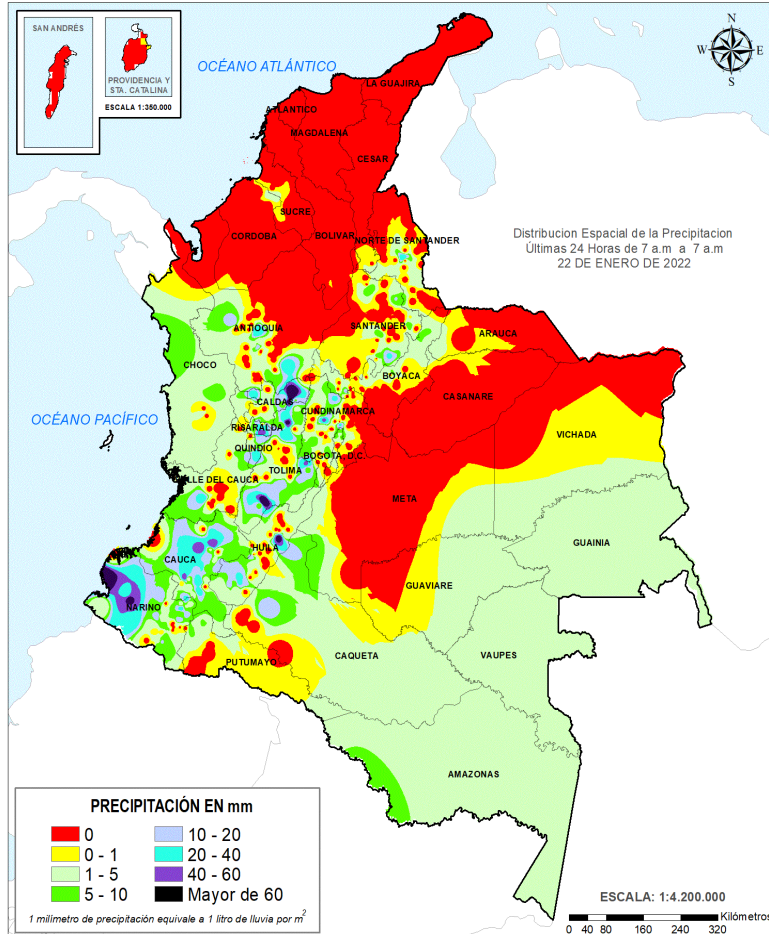 SAN ANDRÉS
PROVIDENCIA Y
STA. CATALINA
ESCALA 1:350.000
OCÉANO ATLÁNTICO
N
W
E
S
LA GUAJIRA
ATLANTICO
MAGDALENA
CESAR
SUCRE
CORDOBA
BOLIVAR
NORTE DE SANTANDER
Distribucion Espacial de la Precipitacion
Últimas 24 Horas de 7 a.m a 7 a.m
22 DE ENERO DE 2022
ANTIOQUIA
SANTANDER
ARAUCA
CHOCO
BOYACA
CASANARE
CALDAS
CUNDINAMARCA
OCÉANO PACÍFICO
RISARALDA
VICHADA
QUINDIO
BOGOTA, D.C.
TOLIMA
VALLE DEL CAUCA
META
GUAINIA
HUILA
CAUCA
GUAVIARE
NARIÑO
CAQUETA
VAUPES
PUTUMAYO
AMAZONAS
PRECIPITACIÓN EN mm
0
10 - 20
0 - 1
20 - 40
1 - 5
40 - 60
5 - 10
Mayor de 60
1 milímetro de precipitación equivale a 1 litro de lluvia por m²
ESCALA: 1:4.200.000
0 40 80 160 240 320 Kilómetros